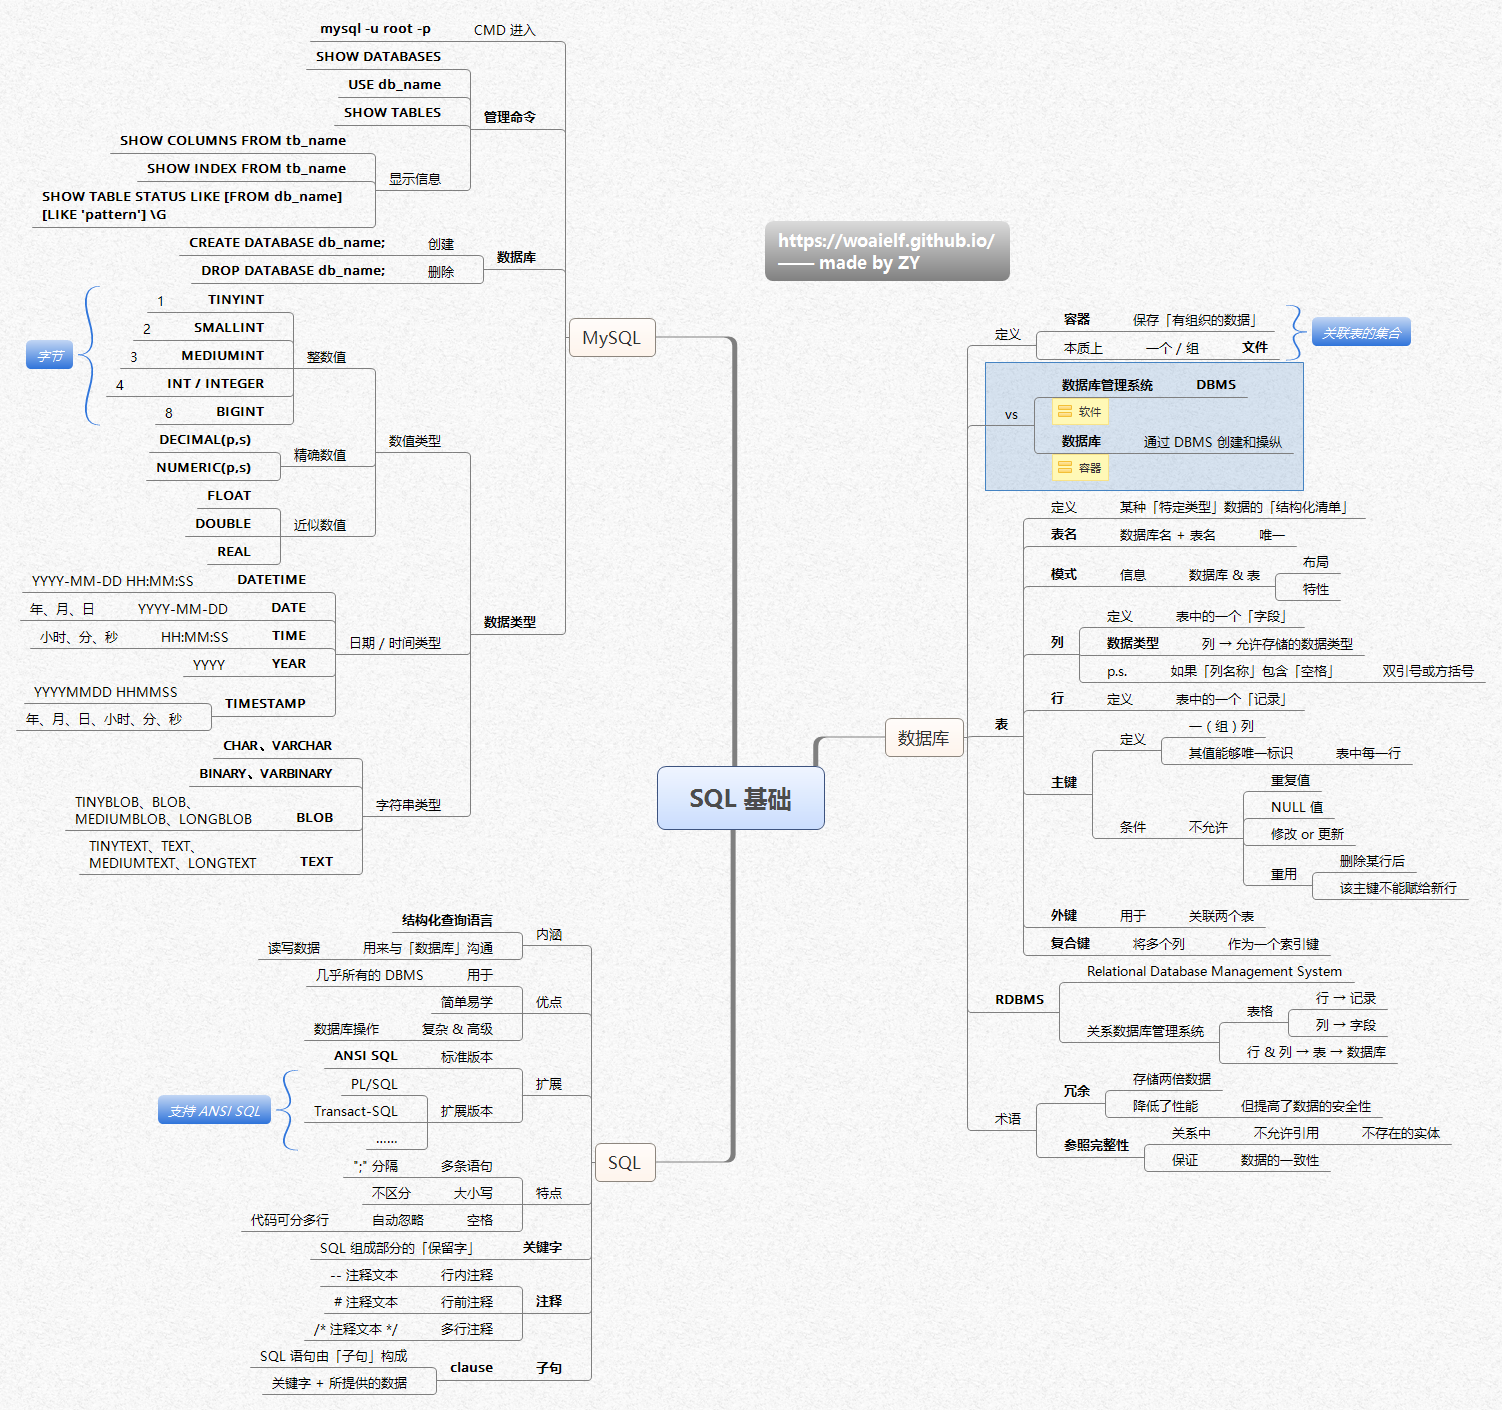 SQL 基础
https://woaielf.github.io/
—— made by ZY
MySQL
CMD 进入
mysql -u root -p
管理命令
SHOW DATABASES
USE db_name
SHOW TABLES
显示信息
SHOW COLUMNS FROM tb_name
SHOW INDEX FROM tb_name
SHOW TABLE STATUS LIKE [FROM db_name]
[LIKE 'pattern'] \G
数据库
创建
CREATE DATABASE db_name;
删除
DROP DATABASE db_name;
数据类型
数值类型
整数值
TINYINT
1
SMALLINT
2
MEDIUMINT
3
INT / INTEGER
4
BIGINT
8
字节
精确数值
DECIMAL(p,s)
NUMERIC(p,s)
近似数值
FLOAT
DOUBLE
REAL
日期 / 时间类型
DATETIME
YYYY-MM-DD HH:MM:SS
DATE
YYYY-MM-DD
年、月、日
TIME
HH:MM:SS
小时、分、秒
YEAR
YYYY
TIMESTAMP
YYYYMMDD HHMMSS
年、月、日、小时、分、秒
字符串类型
CHAR、VARCHAR
BINARY、VARBINARY
BLOB
TINYBLOB、BLOB、
MEDIUMBLOB、LONGBLOB
TEXT
TINYTEXT、TEXT、
MEDIUMTEXT、LONGTEXT
SQL
内涵
结构化查询语言
用来与「数据库」沟通
读写数据
优点
用于
几乎所有的 DBMS
简单易学
复杂 & 高级
数据库操作
扩展
标准版本
ANSI SQL
扩展版本
PL/SQL
Transact-SQL
......
支持 ANSI SQL
特点
多条语句
";" 分隔
大小写
不区分
空格
自动忽略
代码可分多行
关键字
SQL 组成部分的「保留字」
注释
行内注释
-- 注释文本
行前注释
# 注释文本
多行注释
/* 注释文本 */
子句
clause
SQL 语句由「子句」构成
关键字 + 所提供的数据
数据库
定义
容器
保存「有组织的数据」
本质上
一个 / 组
文件
关联表的集合
vs
数据库管理系统
DBMS
软件
数据库
通过 DBMS 创建和操纵
容器
表
定义
某种「特定类型」数据的「结构化清单」
表名
数据库名 + 表名
唯一
模式
信息
数据库 & 表
布局
特性
列
定义
表中的一个「字段」
数据类型
列 → 允许存储的数据类型
p.s.
如果「列名称」包含「空格」
双引号或方括号
行
定义
表中的一个「记录」
主键
定义
一（组）列
其值能够唯一标识
表中每一行
条件
不允许
重复值
NULL 值
修改 or 更新
重用
删除某行后
该主键不能赋给新行
外键
用于
关联两个表
复合键
将多个列
作为一个索引键
RDBMS
Relational Database Management System
关系数据库管理系统
表格
行 → 记录
列 → 字段
行 & 列 → 表 → 数据库
术语
冗余
存储两倍数据
降低了性能
但提高了数据的安全性
参照完整性
关系中
不允许引用
不存在的实体
保证
数据的一致性